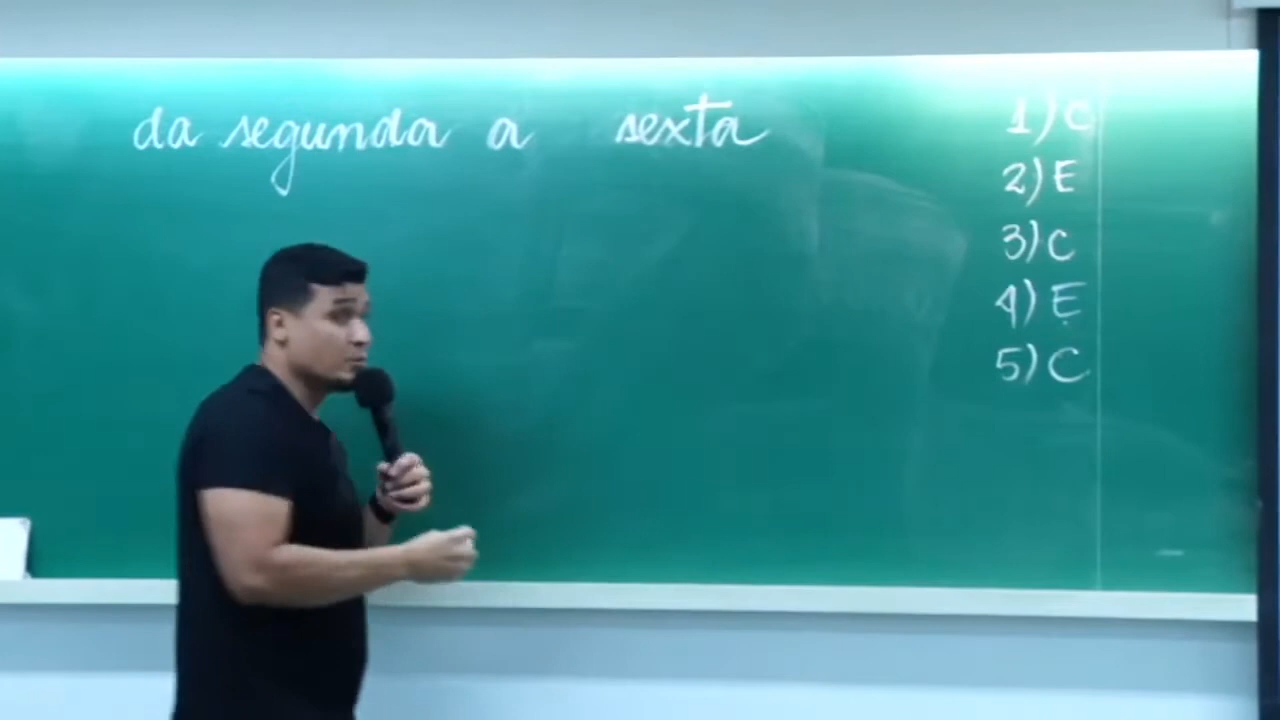 da segunda a sexta
1) C
2) E
3) C
4) E
5) C